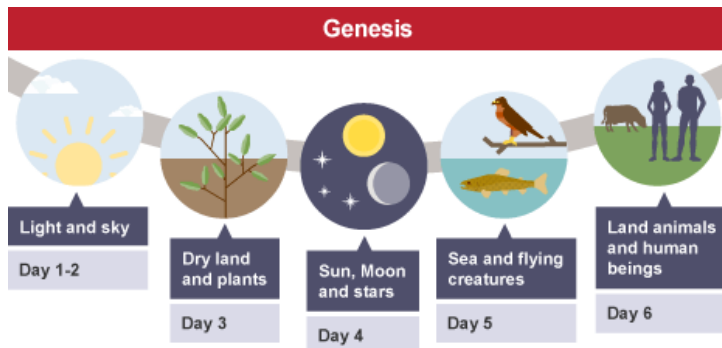 Genesis
Light and sky
Day 1-2
Dry land
and plants
Day 3
Sun, Moon
and stars
Day 4
Sea and flying
creatures
Day 5
Land animals
and human
beings
Day 6